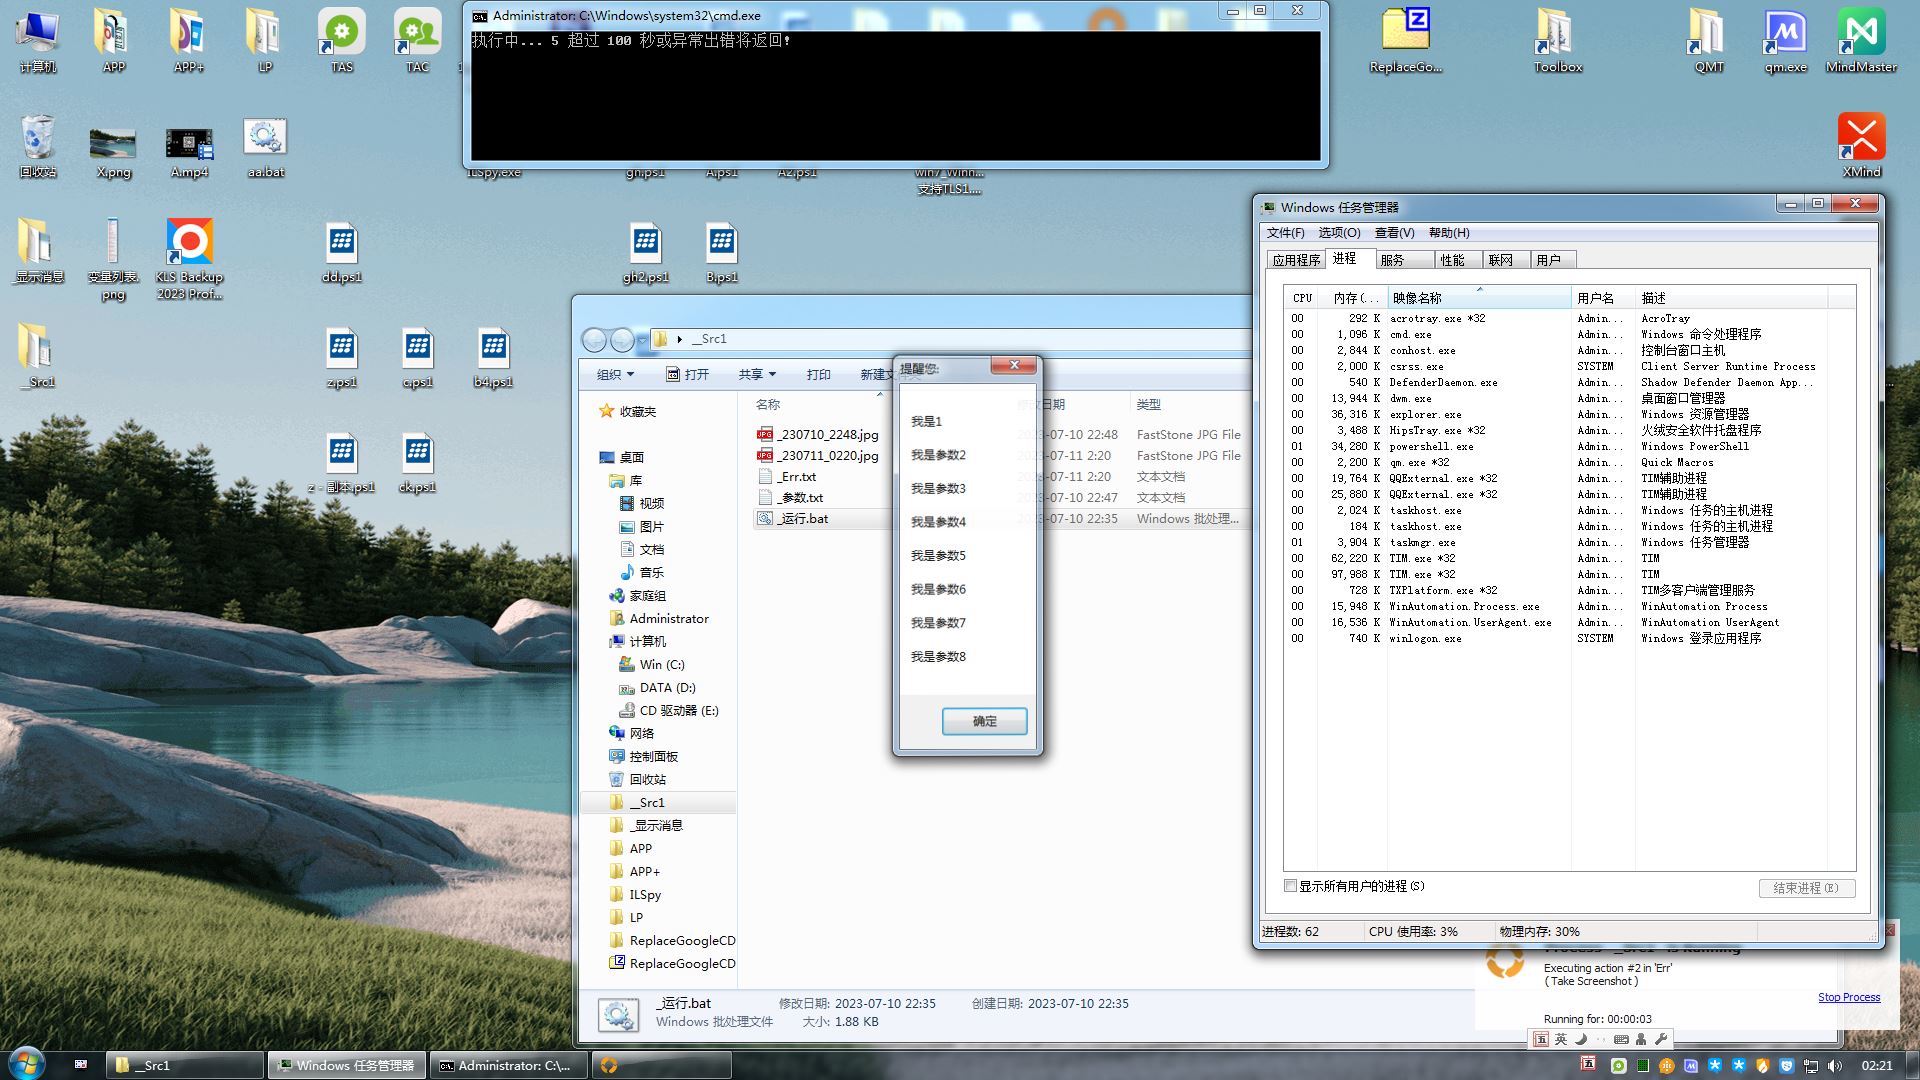 Administrator: C:\Windows\system32\cmd.exe
执行中... 5 超过 100 秒或异常出错将返回!
计算机
APP
APP+
LP
TAS
TAC
ReplaceGo...
Toolbox
QMT
qm.exe
MindMaster
回收站
X.png
A.mp4
aa.bat
ILSpy.exe
gh.ps1
A.ps1
A2.ps1
win7_Winh...
支持TLS1....
XMind
_显示消息
变量列表.
png
KLS Backup
2023 Prof...
dd.ps1
gh2.ps1
B.ps1
__Src1
z.ps1
c.ps1
b4.ps1
z - 副本.ps1
ck.ps1
__Src1
组织
打开
共享
打印
新建文件夹
收藏夹
桌面
库
视频
图片
文档
音乐
家庭组
Administrator
计算机
Win (C:)
DATA (D:)
CD 驱动器 (E:)
网络
控制面板
回收站
__Src1
_显示消息
APP
APP+
ILSpy
LP
ReplaceGoogleCD
ReplaceGoogleCD
名称
修改日期
类型
_230710_2248.jpg 2023-07-10 22:48 FastStone JPG File
_230711_0220.jpg 2023-07-11 2:20 FastStone JPG File
_Err.txt 2023-07-11 2:20 文本文档
_参数.txt 2023-07-10 22:47 文本文档
_运行.bat 2023-07-10 22:35 Windows 批处理...
_运行.bat 修改日期: 2023-07-10 22:35 创建日期: 2023-07-10 22:35
Windows 批处理文件 大小: 1.88 KB
提醒您:
我是1
我是参数2
我是参数3
我是参数4
我是参数5
我是参数6
我是参数7
我是参数8
确定
Windows 任务管理器
文件(F) 选项(O) 查看(V) 帮助(H)
应用程序 进程 服务 性能 联网 用户
CPU 内存(... 映像名称 用户名 描述
00 292 K acrotray.exe *32 Admin... AcroTray
00 1,096 K cmd.exe Admin... Windows 命令处理程序
00 2,844 K conhost.exe Admin... 控制台窗口主机
00 2,000 K csrss.exe SYSTEM Client Server Runtime Process
00 540 K DefenderDaemon.exe Admin... Shadow Defender Daemon App...
00 13,944 K dwm.exe Admin... 桌面窗口管理器
00 36,316 K explorer.exe Admin... Windows 资源管理器
00 3,488 K HipsTray.exe *32 Admin... 火绒安全软件托盘程序
01 34,280 K powershell.exe Admin... Windows PowerShell
00 2,200 K qm.exe *32 Admin... Quick Macros
00 19,764 K QQExternal.exe *32 Admin... TIM辅助进程
00 25,880 K QQExternal.exe *32 Admin... TIM辅助进程
00 2,024 K taskhost.exe Admin... Windows 任务的主机进程
00 184 K taskhost.exe Admin... Windows 任务的主机进程
01 3,904 K taskmgr.exe Admin... Windows 任务管理器
00 62,220 K TIM.exe *32 Admin... TIM
00 97,988 K TIM.exe *32 Admin... TIM
00 728 K TXPlatform.exe *32 Admin... TIM多客户端管理服务
00 15,948 K WinAutomation.Process.exe Admin... WinAutomation Process
00 16,536 K WinAutomation.UserAgent.exe Admin... WinAutomation UserAgent
00 740 K winlogon.exe SYSTEM Windows 登录应用程序
显示所有用户的进程(S)
结束进程(E)
进程数: 62 CPU 使用率: 3% 物理内存: 30%
Process '__Src1' is Running
Executing action #2 in 'Err'
( Take Screenshot )
Stop Process
Running for: 00:00:03
五 英
__Src1
Windows 任务管理器
Administrator: C:\...
五
02:21